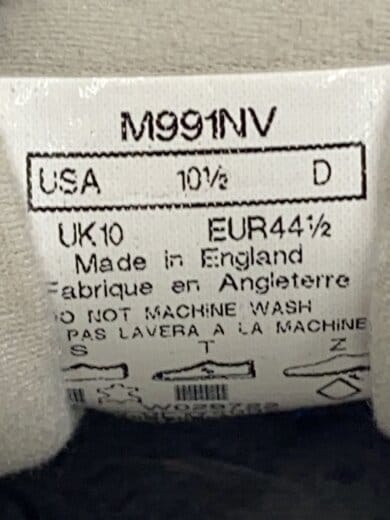 M991NV
USA 10½ D
UK10 EUR44½
Made in England
Fabrique en Angleterre
DO NOT MACHINE WASH
PAS LAVERA A LA MACHINE
S T Z